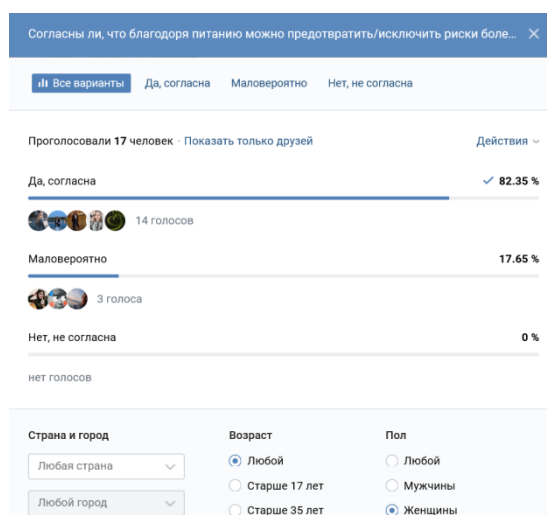 Согласны ли, что благодоря питанию можно предотвратить/исключить риски боле...
Все варианты Да, согласна Маловероятно Нет, не согласна
Проголосовали 17 человек · Показать только друзей Действия
Да, согласна 82.35 %
14 голосов
Маловероятно 17.65 %
3 голоса
Нет, не согласна 0 %
нет голосов
Страна и город Возраст Пол
Любая страна Любой Любой
Старше 17 лет Мужчины
Любой город Старше 35 лет Женщины